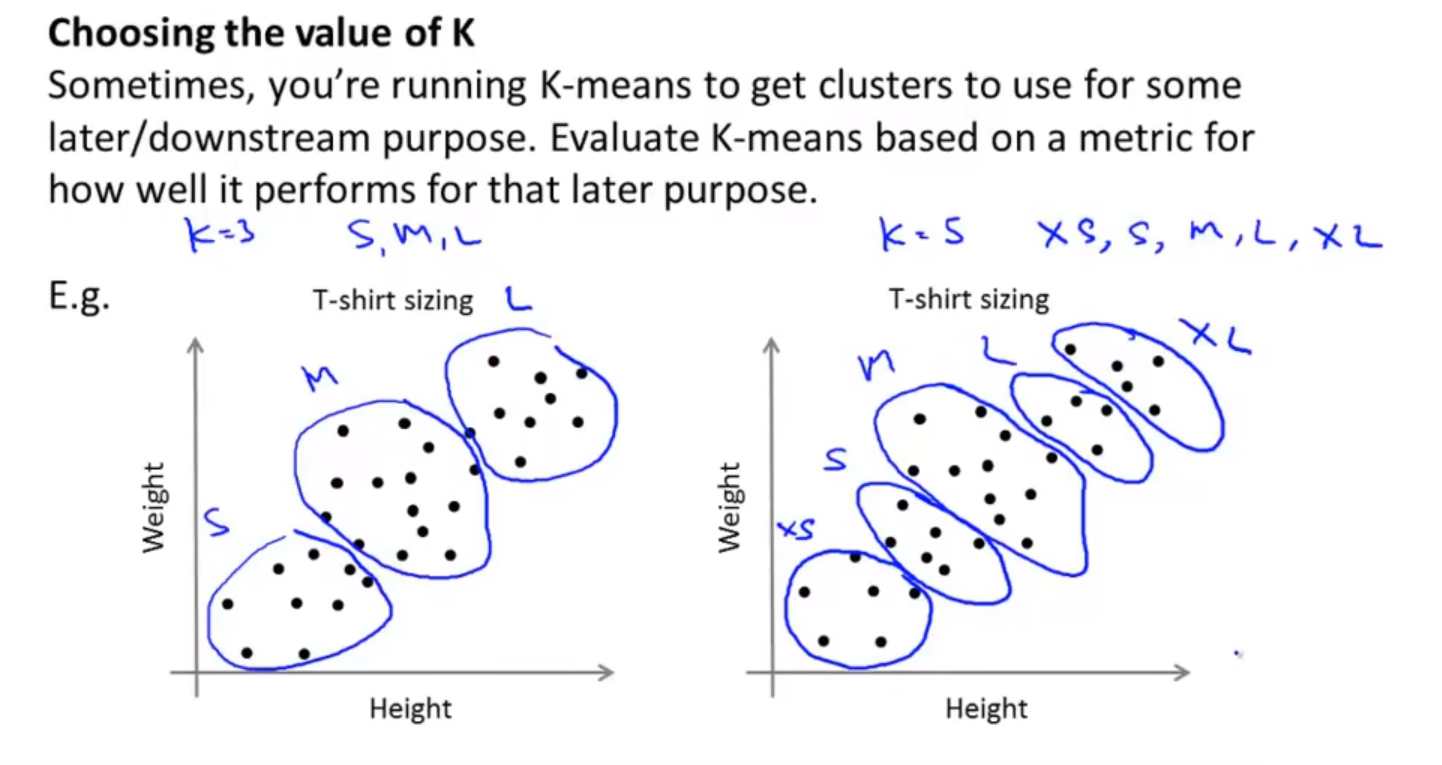 Choosing the value of K
Sometimes, you're running K-means to get clusters to use for some
later/downstream purpose. Evaluate K-means based on a metric for
how well it performs for that later purpose.
K=3 S, M, L
K=5 XS, S, M, L, XL
E.g.
T-shirt sizing
L
M
S
Weight
Height
T-shirt sizing
XL
L
M
S
XS
Weight
Height